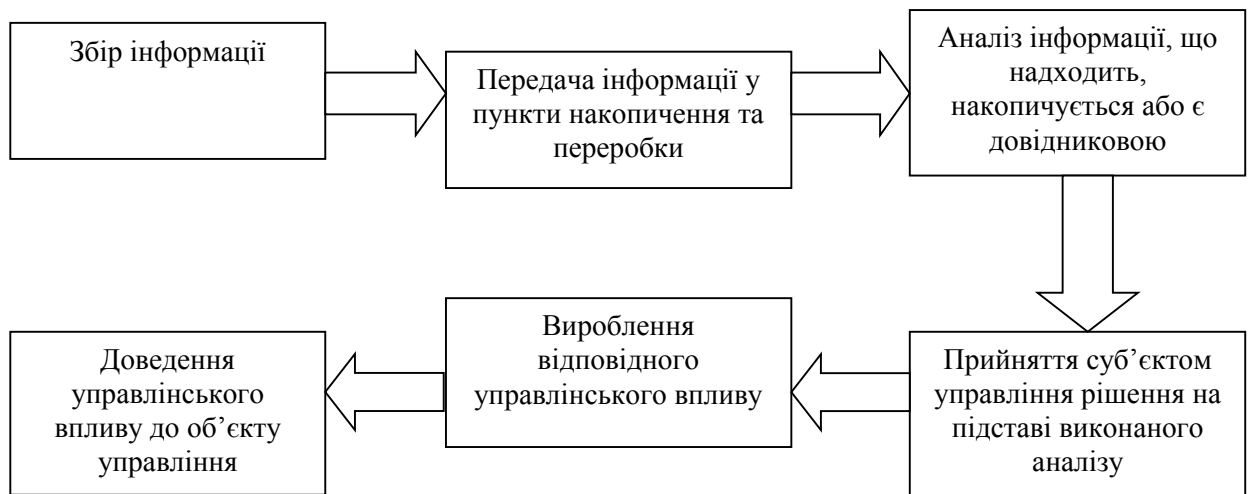 Збір інформації
Передача інформації у
пункти накопичення та
переробки
Аналіз інформації, що
надходить,
накопичується або є
довідниковою
Прийняття суб’єктом
управління рішення на
підставі виконаного
аналізу
Вироблення
відповідного
управлінського впливу
Доведення
управлінського
впливу до об’єкту
управління